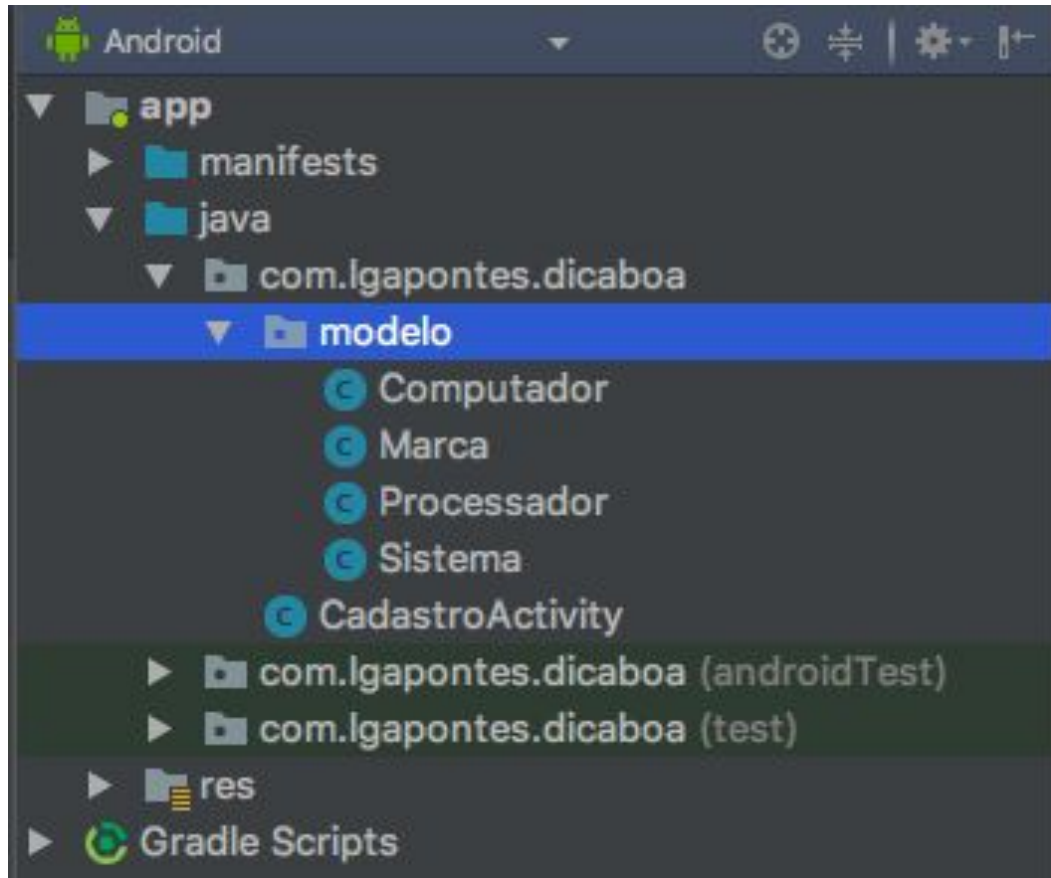 Android
app
manifests
java
com.lgapontes.dicaboa
modelo
C Computador
C Marca
C Processador
C Sistema
C CadastroActivity
com.lgapontes.dicaboa (androidTest)
com.lgapontes.dicaboa (test)
res
Gradle Scripts